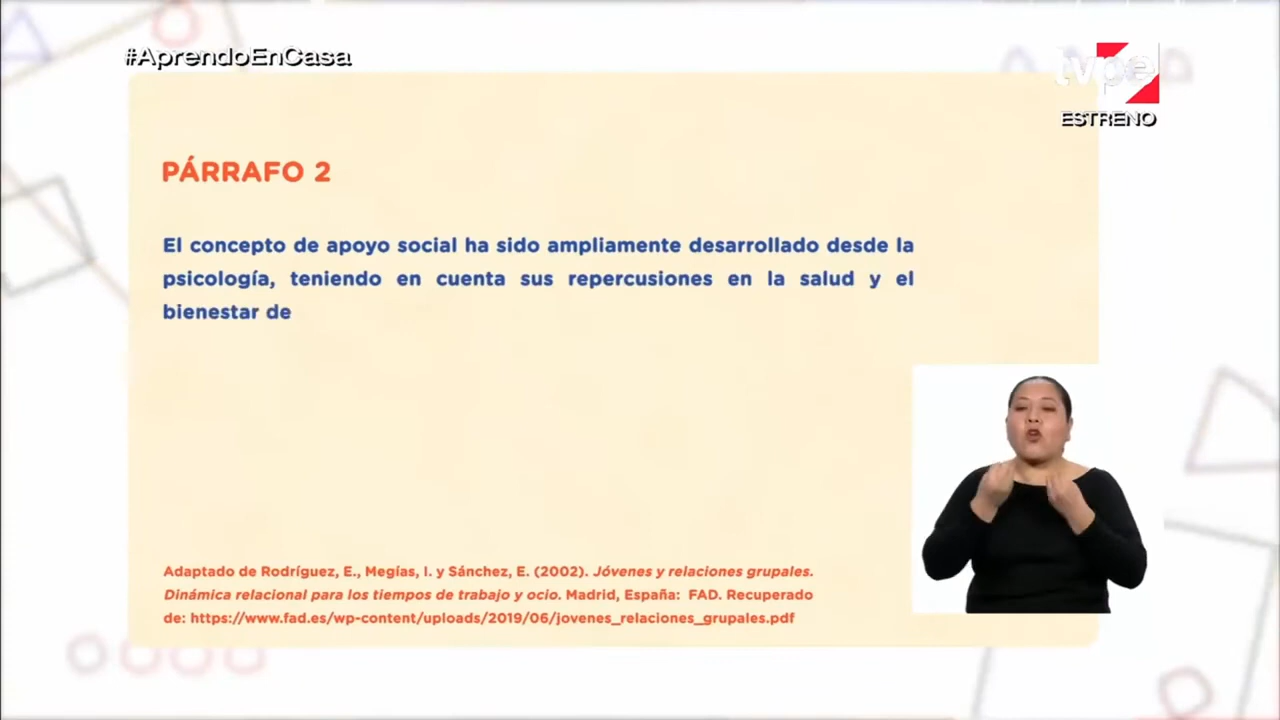 #AprendoEnCasa
tvpe
ESTRENO
PÁRRAFO 2
El concepto de apoyo social ha sido ampliamente desarrollado desde la
psicología, teniendo en cuenta sus repercusiones en la salud y el
bienestar de
Adaptado de Rodríguez, E., Megías, I. y Sánchez, E. (2002). Jóvenes y relaciones grupales.
Dinámica relacional para los tiempos de trabajo y ocio. Madrid, España: FAD. Recuperado
de: https://www.fad.es/wp-content/uploads/2019/06/jovenes_relaciones_grupales.pdf